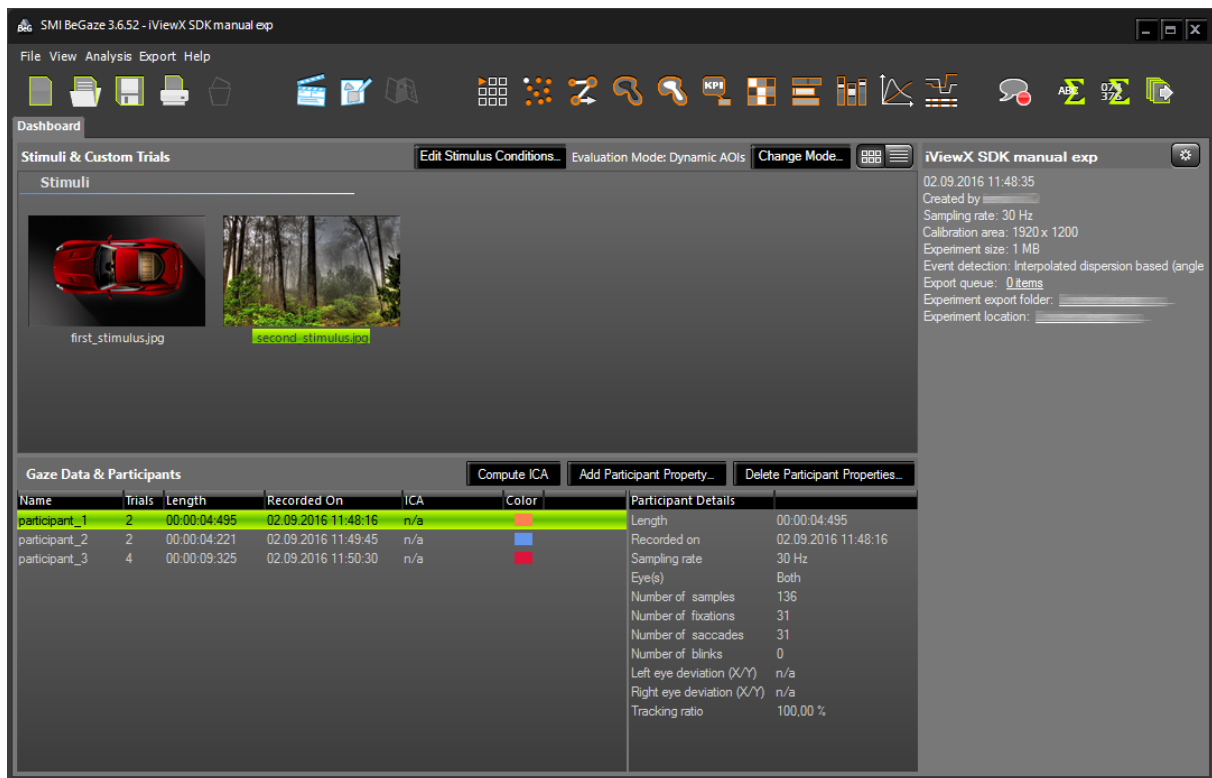 BeG SMI BeGaze 3.6.52 - iViewX SDK manual exp
File View Analysis Export Help
KPI
ABC
Dashboard
Stimuli & Custom Trials
Edit Stimulus Conditions...
Evaluation Mode: Dynamic AOIs
Change Mode...
Stimuli
first_stimulus.jpg
second_stimulus.jpg
iViewX SDK manual exp
02.09.2016 11:48:35
Created by
Sampling rate: 30 Hz
Calibration area: 1920 x 1200
Experiment size: 1 MB
Event detection: Interpolated dispersion based (angle
Export queue: 0 items
Experiment export folder:
Experiment location:
Gaze Data & Participants
Compute ICA
Add Participant Property...
Delete Participant Properties...
Name Trials Length Recorded On ICA Color
participant_1 2 00:00:04:495 02.09.2016 11:48:16 n/a
participant_2 2 00:00:04:221 02.09.2016 11:49:45 n/a
participant_3 4 00:00:09:325 02.09.2016 11:50:30 n/a
Participant Details
Length 00:00:04:495
Recorded on 02.09.2016 11:48:16
Sampling rate 30 Hz
Eye(s) Both
Number of samples 136
Number of fixations 31
Number of saccades 31
Number of blinks 0
Left eye deviation (X/Y) n/a
Right eye deviation (X/Y) n/a
Tracking ratio 100,00 %